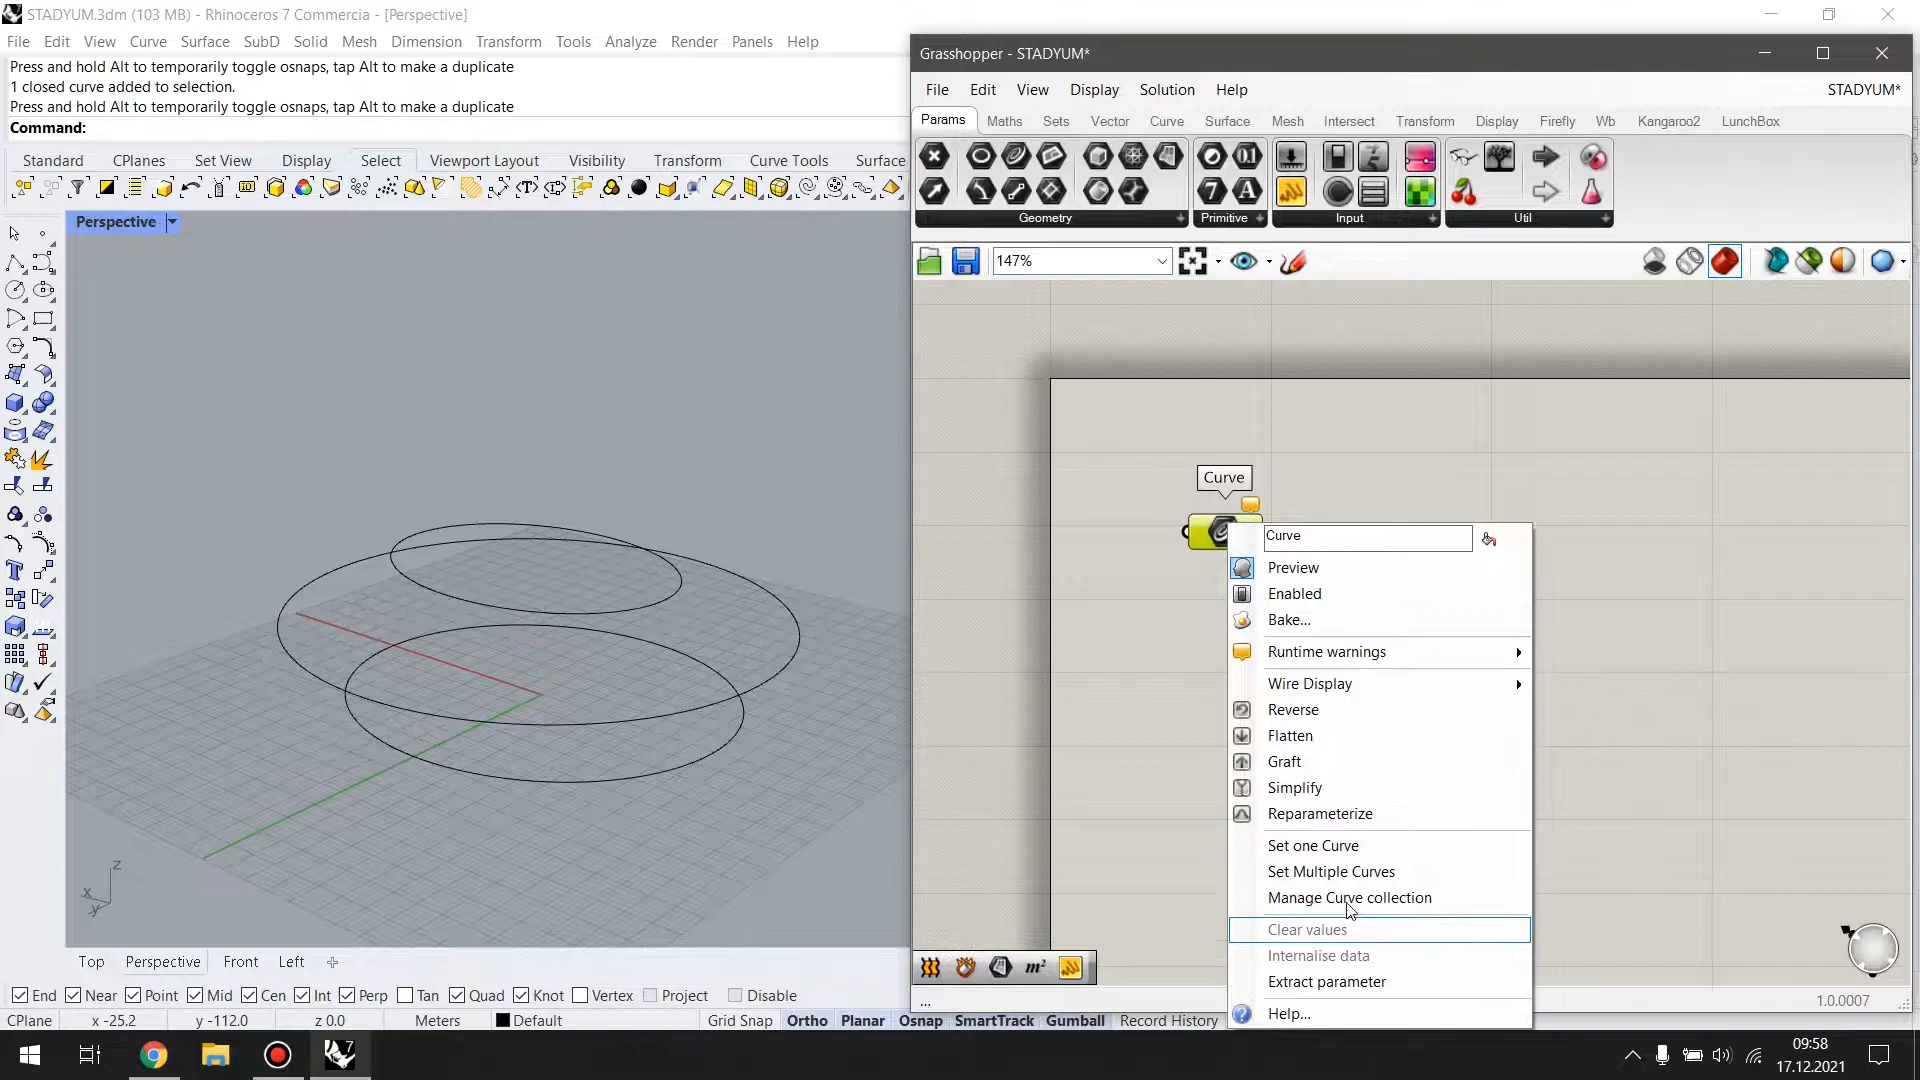 STADYUM.3dm (103 MB) - Rhinoceros 7 Commercia - [Perspective]
File Edit View Curve Surface SubD Solid Mesh Dimension Transform Tools Analyze Render Panels Help
Press and hold Alt to temporarily toggle osnaps, tap Alt to make a duplicate
1 closed curve added to selection.
Press and hold Alt to temporarily toggle osnaps, tap Alt to make a duplicate
Command:
Standard CPlanes Set View Display Select Viewport Layout Visibility Transform Curve Tools Surface
Perspective
z
x
y
Top Perspective Front Left
End Near Point Mid Cen Int Perp Tan Quad Knot Vertex Project Disable
CPlane x -25.2 y -112.0 z 0.0 Meters Default Grid Snap Ortho Planar Osnap SmartTrack Gumball Record History
Grasshopper - STADYUM*
File Edit View Display Solution Help STADYUM*
Params Maths Sets Vector Curve Surface Mesh Intersect Transform Display Firefly Wb Kangaroo2 LunchBox
Geometry Primitive Input Util
147%
Curve
Curve
Preview
Enabled
Bake...
Runtime warnings
Wire Display
Reverse
Flatten
Graft
Simplify
Reparameterize
Set one Curve
Set Multiple Curves
Manage Curve collection
Clear values
Internalise data
Extract parameter
Help...
m²
...
1.0.0007
09:58
17.12.2021